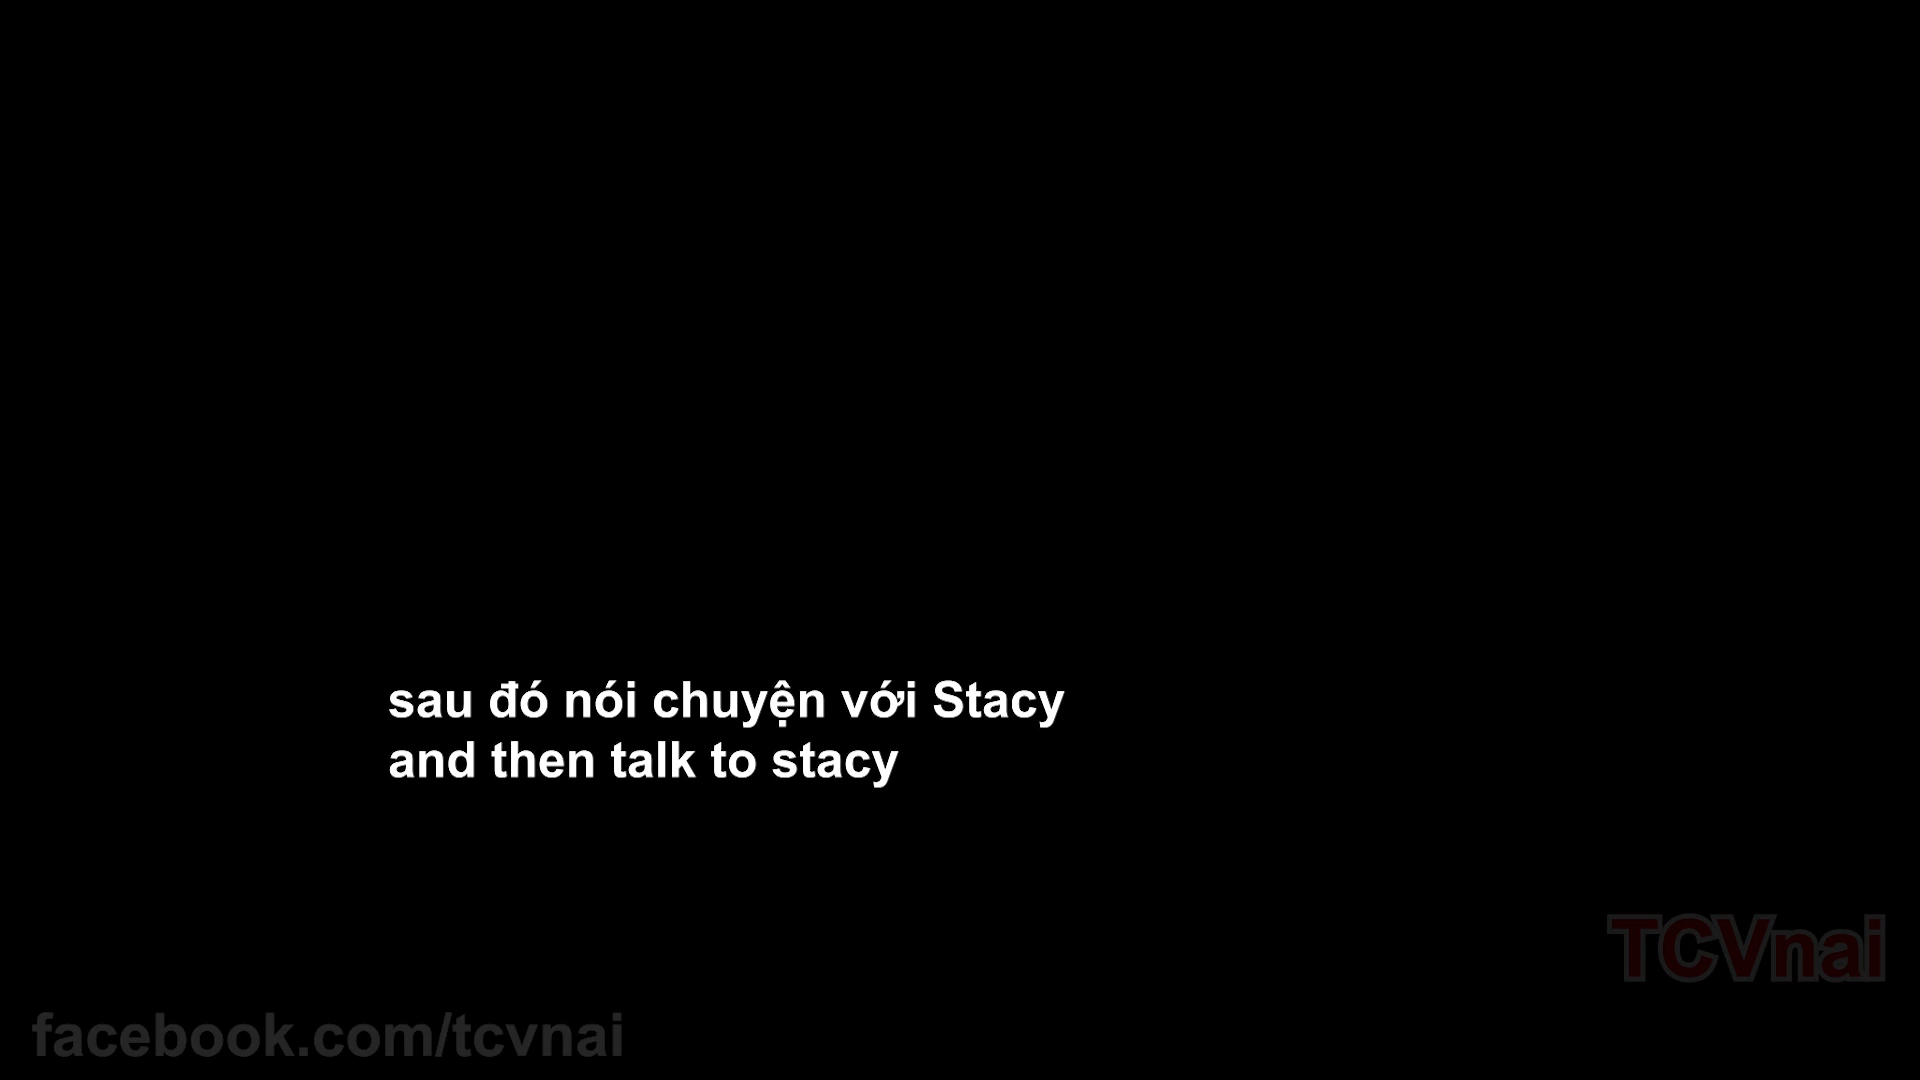 sau đó nói chuyện với Stacy
and then talk to stacy
TCVnai
facebook.com/tcvnai